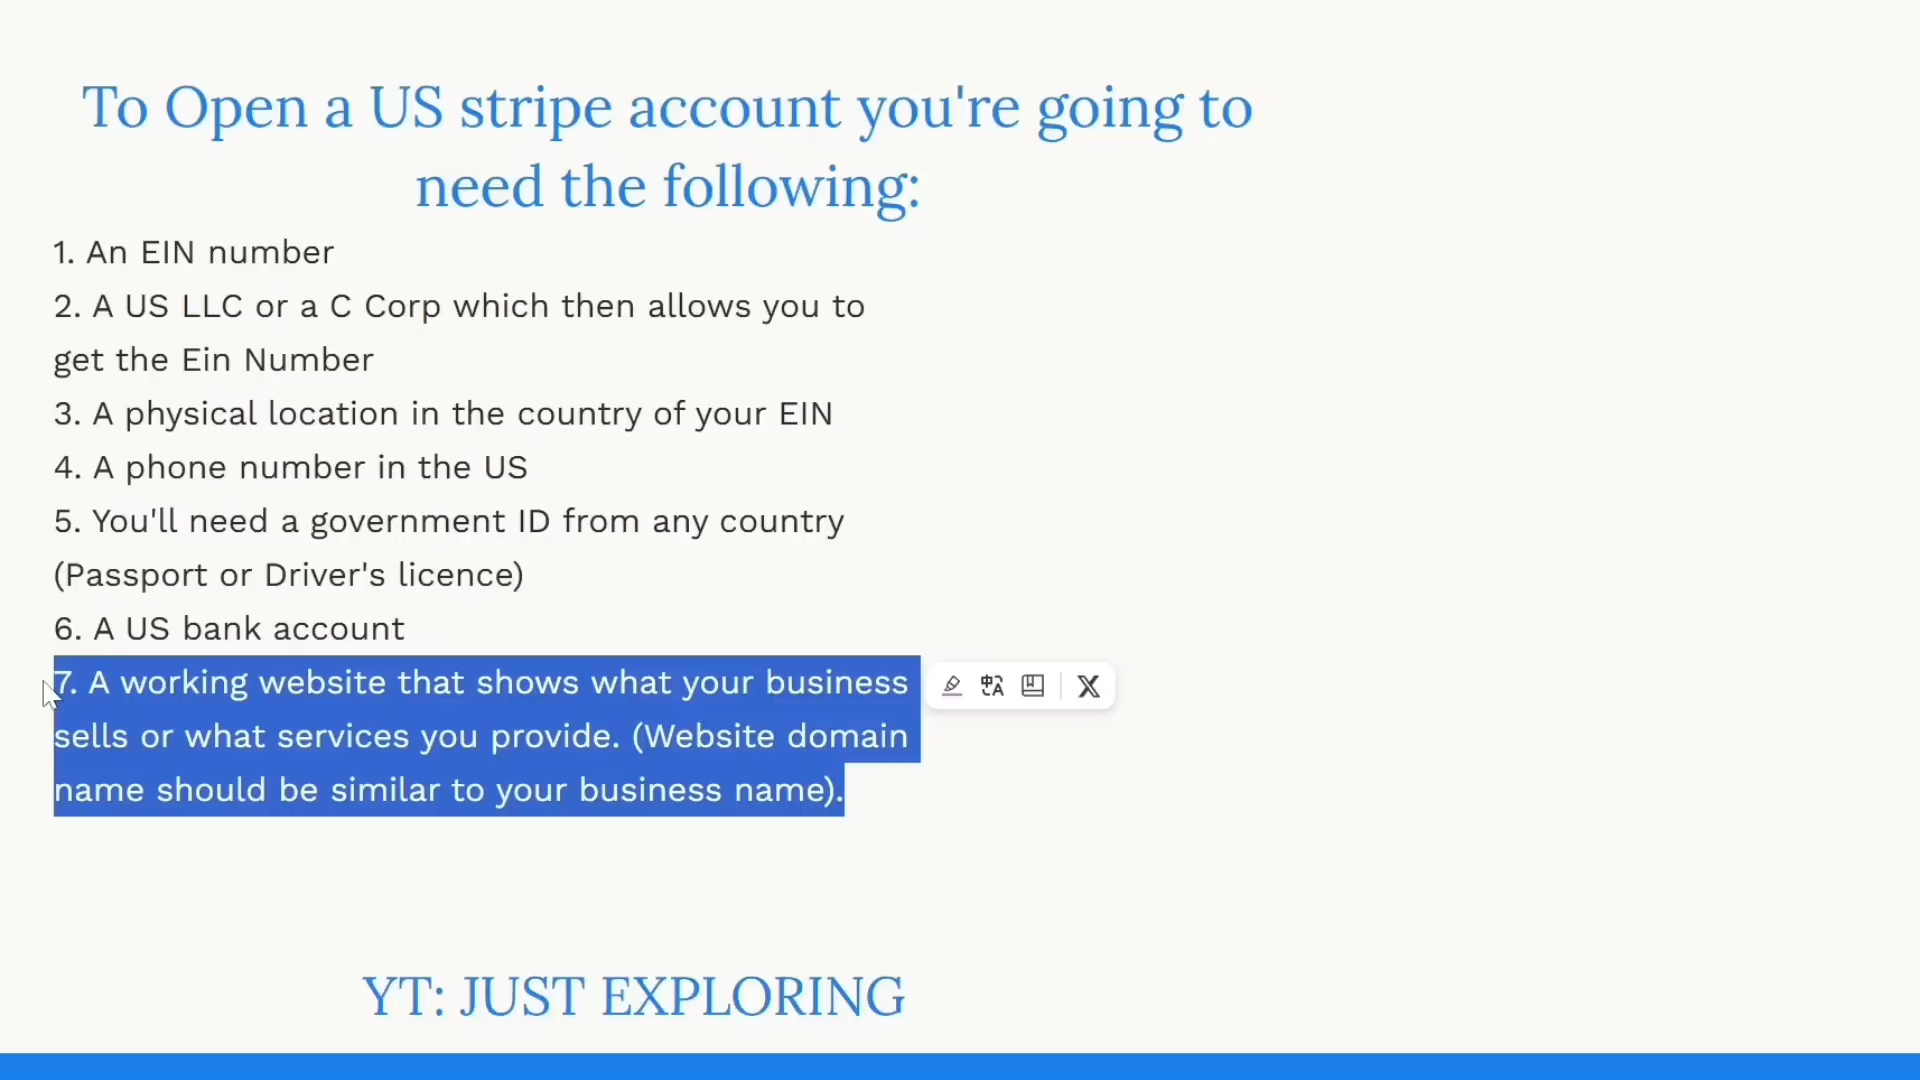 To Open a US stripe account you're going to
need the following:
1. An EIN number
2. A US LLC or a C Corp which then allows you to
get the Ein Number
3. A physical location in the country of your EIN
4. A phone number in the US
5. You'll need a government ID from any country
(Passport or Driver's licence)
6. A US bank account
7. A working website that shows what your business
sells or what services you provide. (Website domain
name should be similar to your business name).
YT: JUST EXPLORING